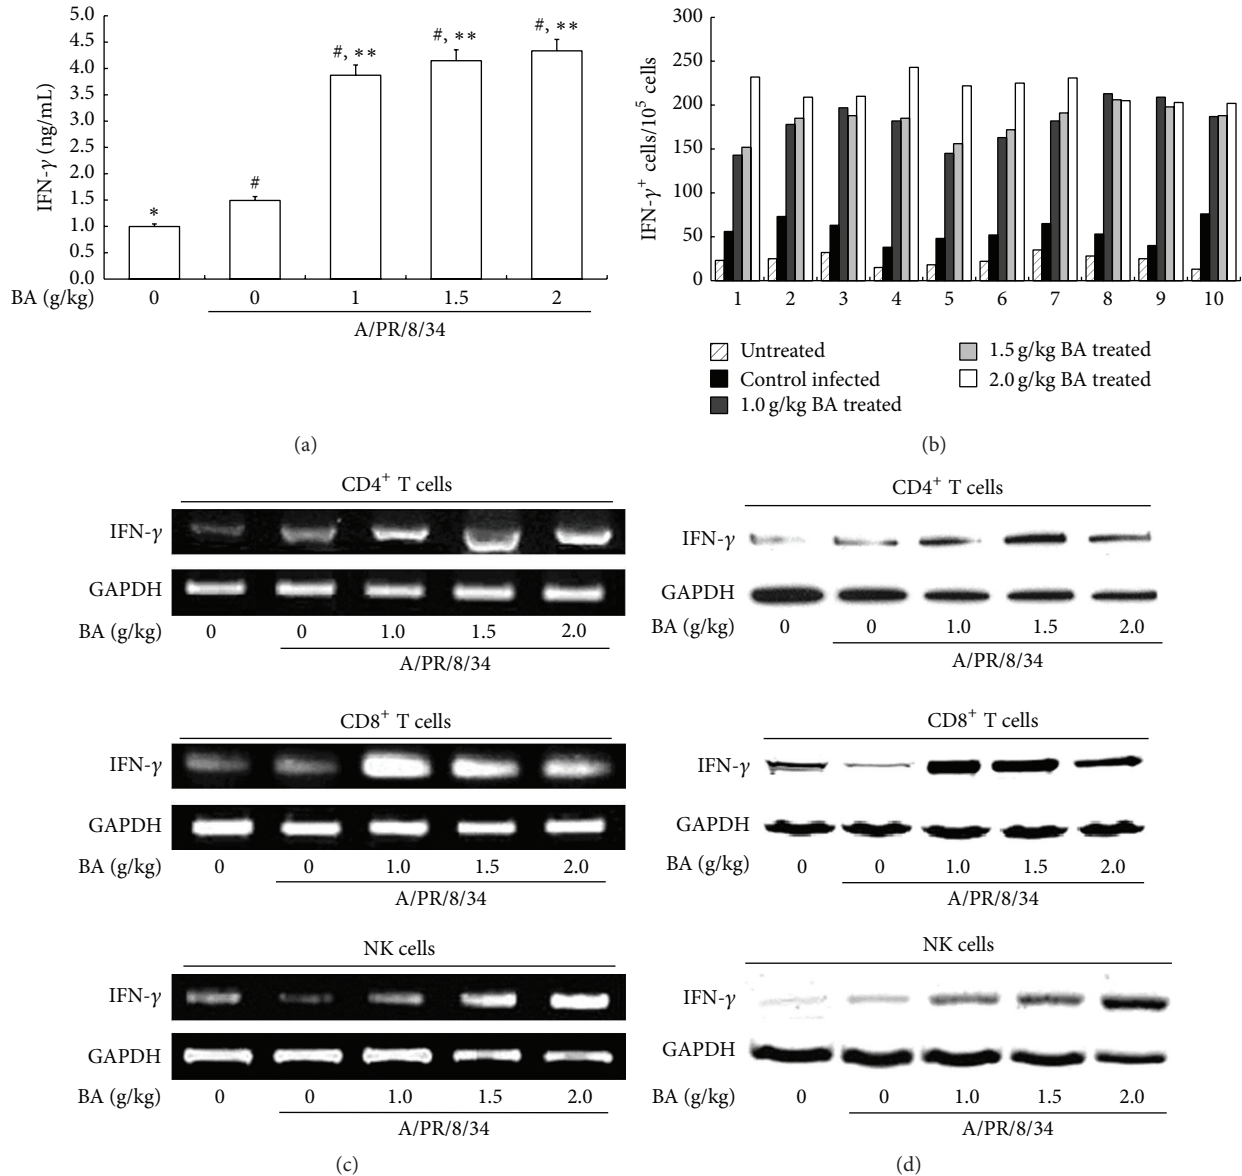 5.0
4.5
4.0
3.5
3.0
2.5
2.0
1.5
1.0
0.5
0.0
IFN-γ (ng/mL)
*
#
#, **
#, **
#, **
BA (g/kg) 0 0 1 1.5 2
A/PR/8/34
(a)
300
250
200
150
100
50
0
IFN-γ⁺ cells/10⁵ cells
1 2 3 4 5 6 7 8 9 10
Untreated
Control infected
1.0 g/kg BA treated
1.5 g/kg BA treated
2.0 g/kg BA treated
(b)
CD4⁺ T cells
IFN-γ
GAPDH
BA (g/kg) 0 0 1.0 1.5 2.0
A/PR/8/34
CD8⁺ T cells
IFN-γ
GAPDH
BA (g/kg) 0 0 1.0 1.5 2.0
A/PR/8/34
NK cells
IFN-γ
GAPDH
BA (g/kg) 0 0 1.0 1.5 2.0
A/PR/8/34
(c)
CD4⁺ T cells
IFN-γ
GAPDH
BA (g/kg) 0 0 1.0 1.5 2.0
A/PR/8/34
CD8⁺ T cells
IFN-γ
GAPDH
BA (g/kg) 0 0 1.0 1.5 2.0
A/PR/8/34
NK cells
IFN-γ
GAPDH
BA (g/kg) 0 0 1.0 1.5 2.0
A/PR/8/34
(d)